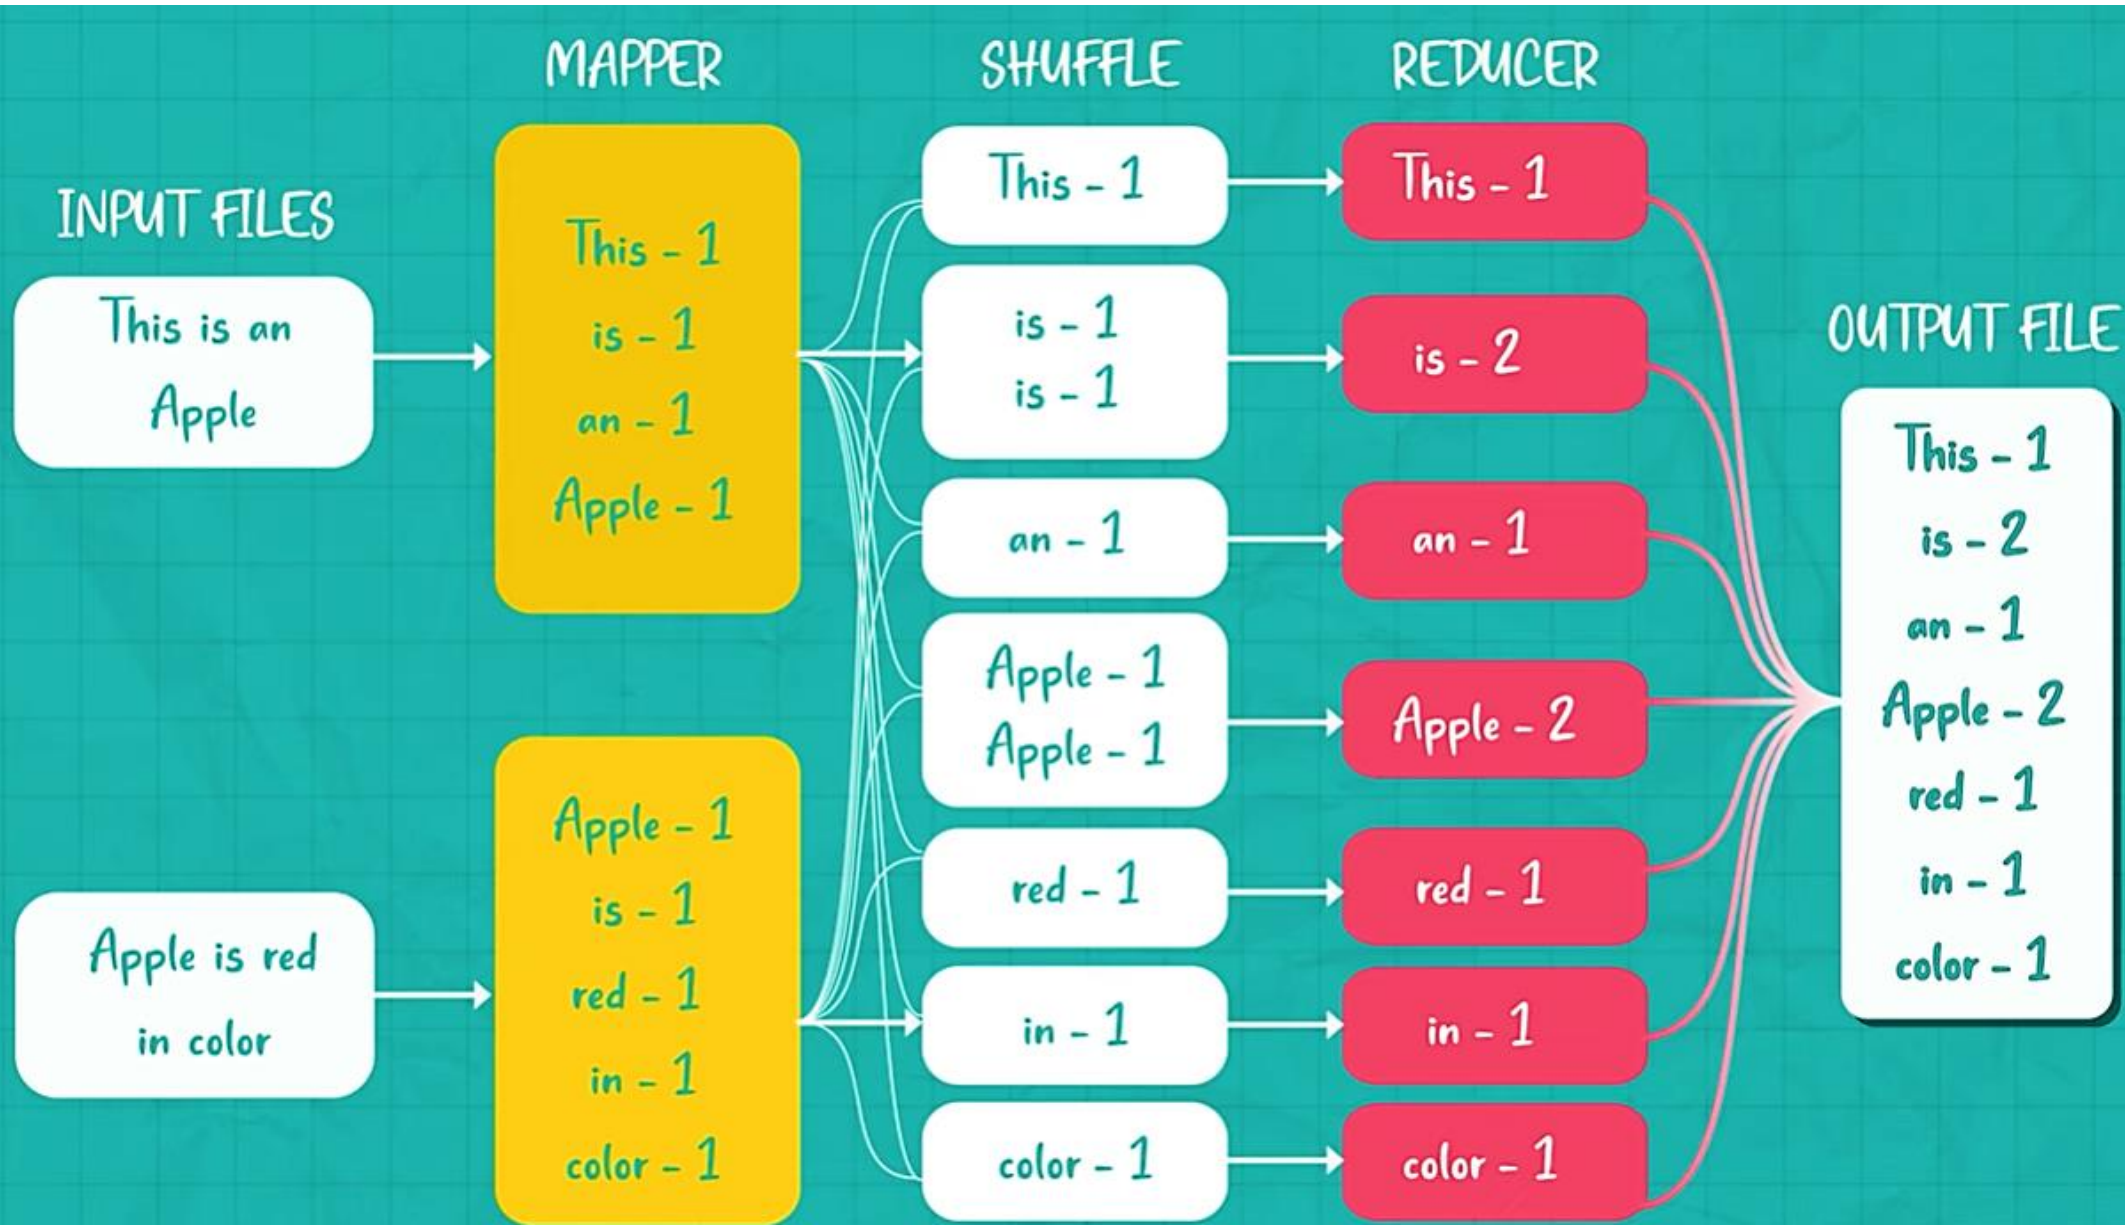 INPUT FILES
This is an
Apple
Apple is red
in color
MAPPER
This - 1
is - 1
an - 1
Apple - 1
Apple - 1
is - 1
red - 1
in - 1
color - 1
SHUFFLE
This - 1
is - 1
is - 1
an - 1
Apple - 1
Apple - 1
red - 1
in - 1
color - 1
REDUCER
This - 1
is - 2
an - 1
Apple - 2
red - 1
in - 1
color - 1
OUTPUT FILE
This - 1
is - 2
an - 1
Apple - 2
red - 1
in - 1
color - 1